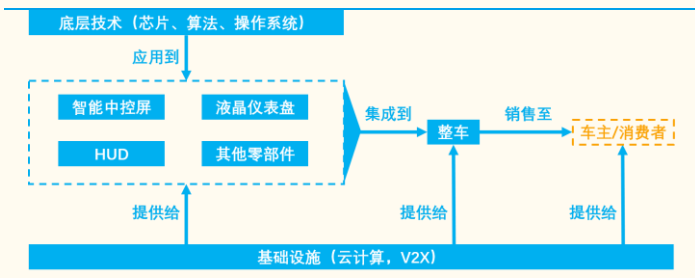 底层技术（芯片、算法、操作系统）
应用到
智能中控屏
液晶仪表盘
HUD
其他零部件
集成到
整车
销售至
车主/消费者
提供给
提供给
提供给
基础设施（云计算，V2X）